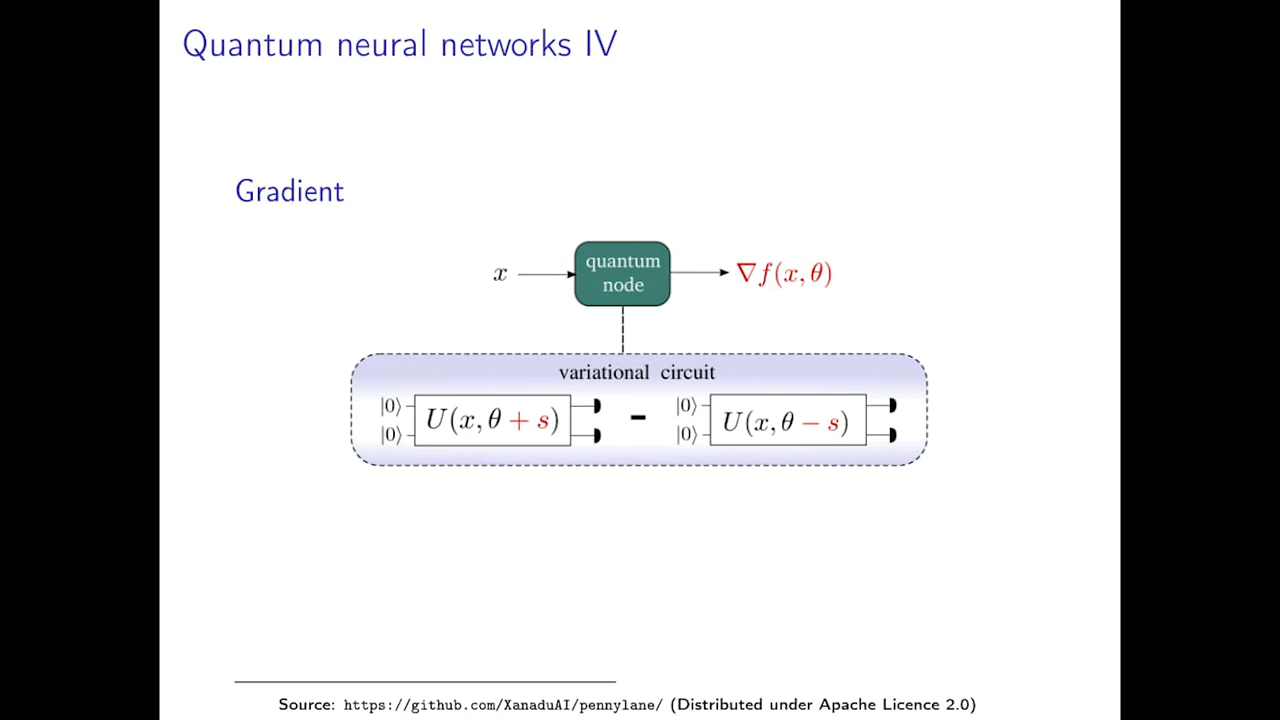 Quantum neural networks IV
Gradient
x
quantum
node
∇f(x, θ)
variational circuit
|0⟩
|0⟩
U(x, θ + s)
-
|0⟩
|0⟩
U(x, θ − s)
Source: https://github.com/XanaduAI/pennylane/ (Distributed under Apache Licence 2.0)